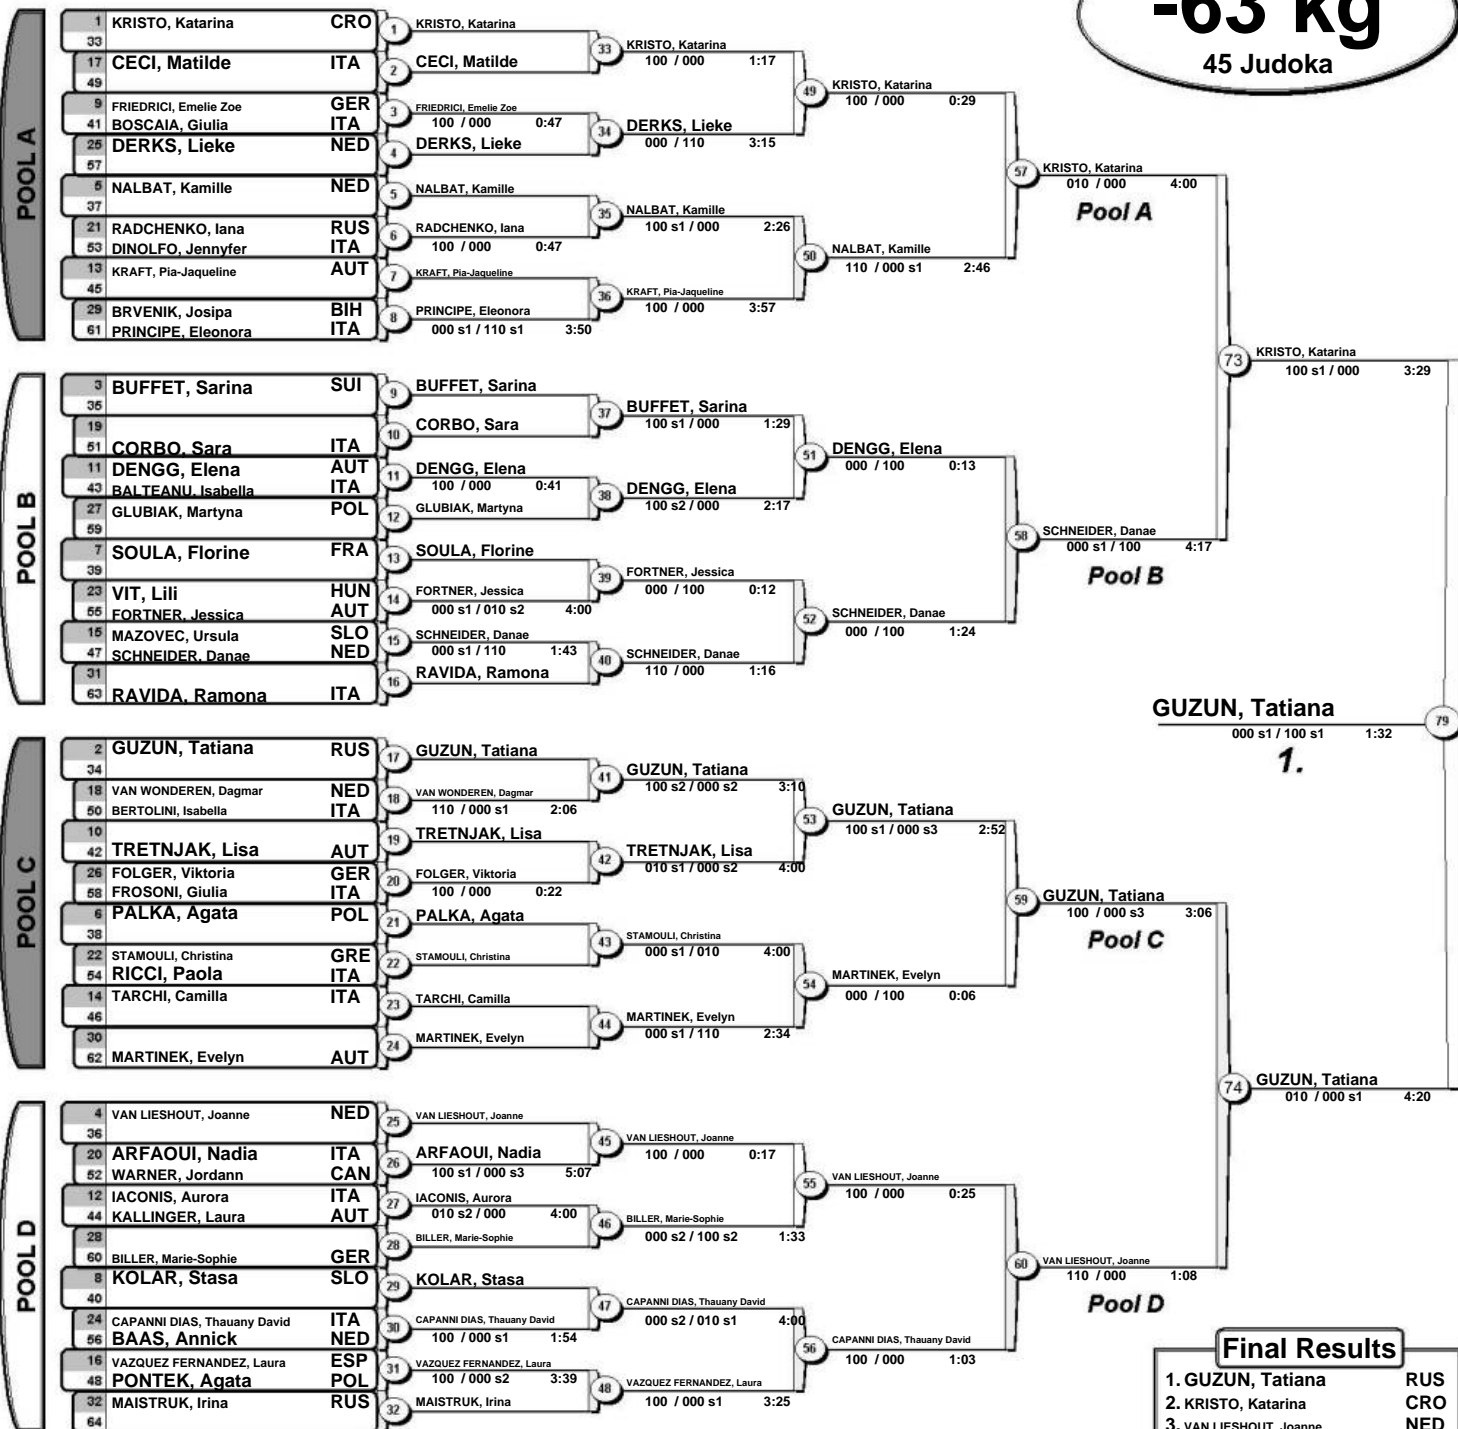 -63 kg
45 Judoka
POOL A
1 KRISTO, Katarina CRO
33
17 CECI, Matilde ITA
49
9 FRIEDRICI, Emelie Zoe GER
41 BOSCAIA, Giulia ITA
25 DERKS, Lieke NED
57
5 NALBAT, Kamille NED
37
21 RADCHENKO, Iana RUS
53 DINOLFO, Jennyfer ITA
13 KRAFT, Pia-Jaqueline AUT
45
29 BRVENIK, Josipa BIH
61 PRINCIPE, Eleonora ITA
1 KRISTO, Katarina
2 CECI, Matilde
3 FRIEDRICI, Emelie Zoe
100 / 000 0:47
4 DERKS, Lieke
5 NALBAT, Kamille
6 RADCHENKO, Iana
100 / 000 0:47
7 KRAFT, Pia-Jaqueline
8 PRINCIPE, Eleonora
000 s1 / 110 s1 3:50
33 KRISTO, Katarina
100 / 000 1:17
34 DERKS, Lieke
000 / 110 3:15
35 NALBAT, Kamille
100 s1 / 000 2:26
36 KRAFT, Pia-Jaqueline
100 / 000 3:57
49 KRISTO, Katarina
100 / 000 0:29
50 NALBAT, Kamille
110 / 000 s1 2:46
57 KRISTO, Katarina
010 / 000 4:00
Pool A
POOL B
3 BUFFET, Sarina SUI
35
19
51 CORBO, Sara ITA
11 DENGG, Elena AUT
43 BALTEANU, Isabella ITA
27 GLUBIAK, Martyna POL
59
7 SOULA, Florine FRA
39
23 VIT, Lili HUN
55 FORTNER, Jessica AUT
15 MAZOVEC, Ursula SLO
47 SCHNEIDER, Danae NED
31
63 RAVIDA, Ramona ITA
9 BUFFET, Sarina
10 CORBO, Sara
11 DENGG, Elena
100 / 000 0:41
12 GLUBIAK, Martyna
13 SOULA, Florine
14 FORTNER, Jessica
000 s1 / 010 s2 4:00
15 SCHNEIDER, Danae
000 s1 / 110 1:43
16 RAVIDA, Ramona
37 BUFFET, Sarina
100 s1 / 000 1:29
38 DENGG, Elena
100 s2 / 000 2:17
39 FORTNER, Jessica
000 / 100 0:12
40 SCHNEIDER, Danae
110 / 000 1:16
51 DENGG, Elena
000 / 100 0:13
52 SCHNEIDER, Danae
000 / 100 1:24
58 SCHNEIDER, Danae
000 s1 / 100 4:17
Pool B
73 KRISTO, Katarina
100 s1 / 000 3:29
GUZUN, Tatiana 79
000 s1 / 100 s1 1:32
1.
POOL C
2 GUZUN, Tatiana RUS
34
18 VAN WONDEREN, Dagmar NED
50 BERTOLINI, Isabella ITA
10
42 TRETNJAK, Lisa AUT
26 FOLGER, Viktoria GER
58 FROSONI, Giulia ITA
6 PALKA, Agata POL
38
22 STAMOULI, Christina GRE
54 RICCI, Paola ITA
14 TARCHI, Camilla ITA
46
30
62 MARTINEK, Evelyn AUT
17 GUZUN, Tatiana
18 VAN WONDEREN, Dagmar
110 / 000 s1 2:06
19 TRETNJAK, Lisa
20 FOLGER, Viktoria
100 / 000 0:22
21 PALKA, Agata
22 STAMOULI, Christina
23 TARCHI, Camilla
24 MARTINEK, Evelyn
41 GUZUN, Tatiana
100 s2 / 000 s2 3:10
42 TRETNJAK, Lisa
010 s1 / 000 s2 4:00
43 STAMOULI, Christina
000 s1 / 010 4:00
44 MARTINEK, Evelyn
000 s1 / 110 2:34
53 GUZUN, Tatiana
100 s1 / 000 s3 2:52
54 MARTINEK, Evelyn
000 / 100 0:06
59 GUZUN, Tatiana
100 / 000 s3 3:06
Pool C
74 GUZUN, Tatiana
010 / 000 s1 4:20
POOL D
4 VAN LIESHOUT, Joanne NED
36
20 ARFAOUI, Nadia ITA
52 WARNER, Jordann CAN
12 IACONIS, Aurora ITA
44 KALLINGER, Laura AUT
28
60 BILLER, Marie-Sophie GER
8 KOLAR, Stasa SLO
40
24 CAPANNI DIAS, Thauany David ITA
56 BAAS, Annick NED
16 VAZQUEZ FERNANDEZ, Laura ESP
48 PONTEK, Agata POL
32 MAISTRUK, Irina RUS
64
25 VAN LIESHOUT, Joanne
26 ARFAOUI, Nadia
100 s1 / 000 s3 5:07
27 IACONIS, Aurora
010 s2 / 000 4:00
28 BILLER, Marie-Sophie
29 KOLAR, Stasa
30 CAPANNI DIAS, Thauany David
100 / 000 s1 1:54
31 VAZQUEZ FERNANDEZ, Laura
100 / 000 s2 3:39
32 MAISTRUK, Irina
45 VAN LIESHOUT, Joanne
100 / 000 0:17
46 BILLER, Marie-Sophie
000 s2 / 100 s2 1:33
47 CAPANNI DIAS, Thauany David
000 s2 / 010 s1 4:00
48 VAZQUEZ FERNANDEZ, Laura
100 / 000 s1 3:25
55 VAN LIESHOUT, Joanne
100 / 000 0:25
56 CAPANNI DIAS, Thauany David
100 / 000 1:03
60 VAN LIESHOUT, Joanne
110 / 000 1:08
Pool D
Final Results
1. GUZUN, Tatiana RUS
2. KRISTO, Katarina CRO
3. VAN LIESHOUT, Joanne NED